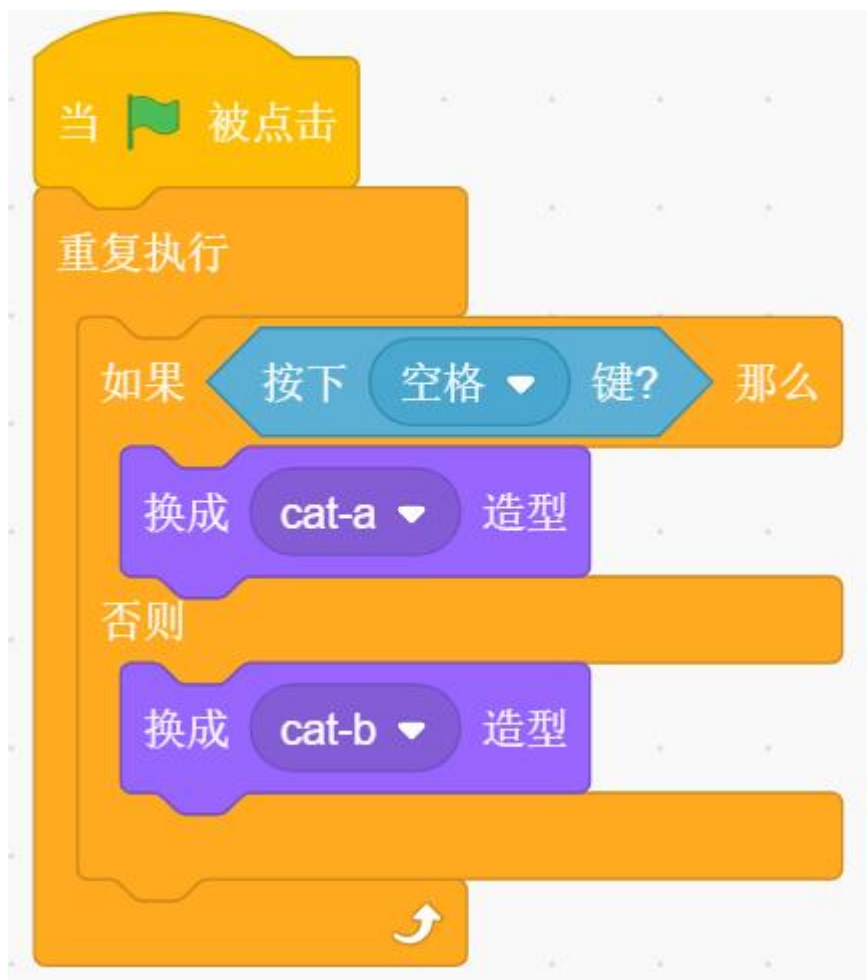 当 被点击
重复执行
如果 按下 空格 键? 那么
换成 cat-a 造型
否则
换成 cat-b 造型